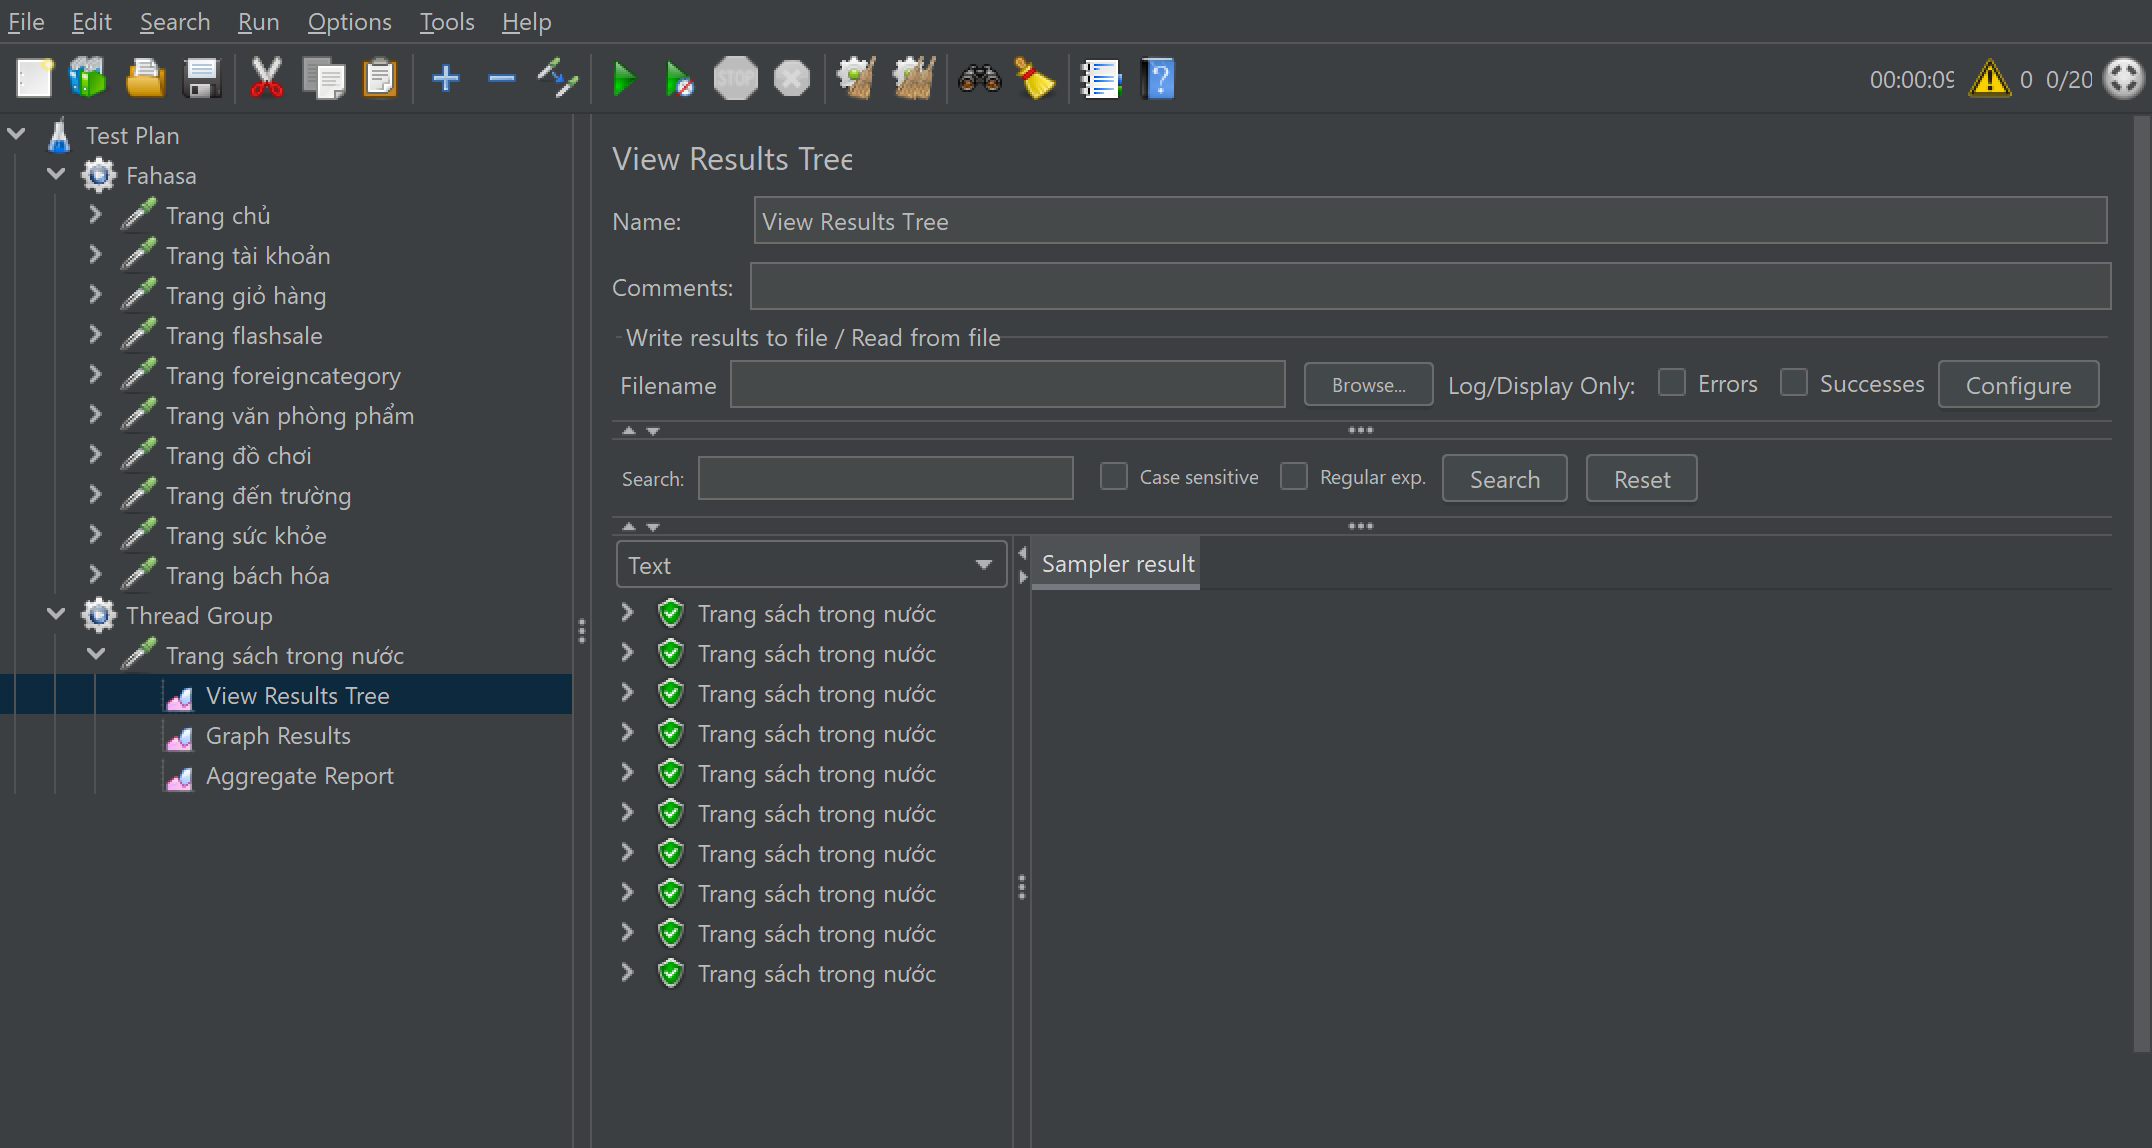 File Edit Search Run Options Tools Help
STOP
00:00:09 0 0/20
Test Plan
Fahasa
Trang chủ
Trang tài khoản
Trang giỏ hàng
Trang flashsale
Trang foreigncategory
Trang văn phòng phẩm
Trang đồ chơi
Trang đến trường
Trang sức khỏe
Trang bách hóa
Thread Group
Trang sách trong nước
View Results Tree
Graph Results
Aggregate Report
View Results Tree
Name: View Results Tree
Comments:
Write results to file / Read from file
Filename Browse... Log/Display Only: Errors Successes Configure
Search: Case sensitive Regular exp. Search Reset
Text
Sampler result
Trang sách trong nước
Trang sách trong nước
Trang sách trong nước
Trang sách trong nước
Trang sách trong nước
Trang sách trong nước
Trang sách trong nước
Trang sách trong nước
Trang sách trong nước
Trang sách trong nước